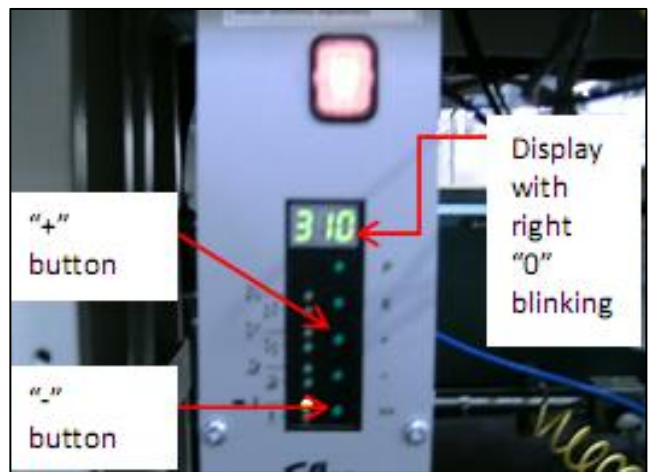 310
Display
with
right
“0”
blinking
“+”
button
“-”
button